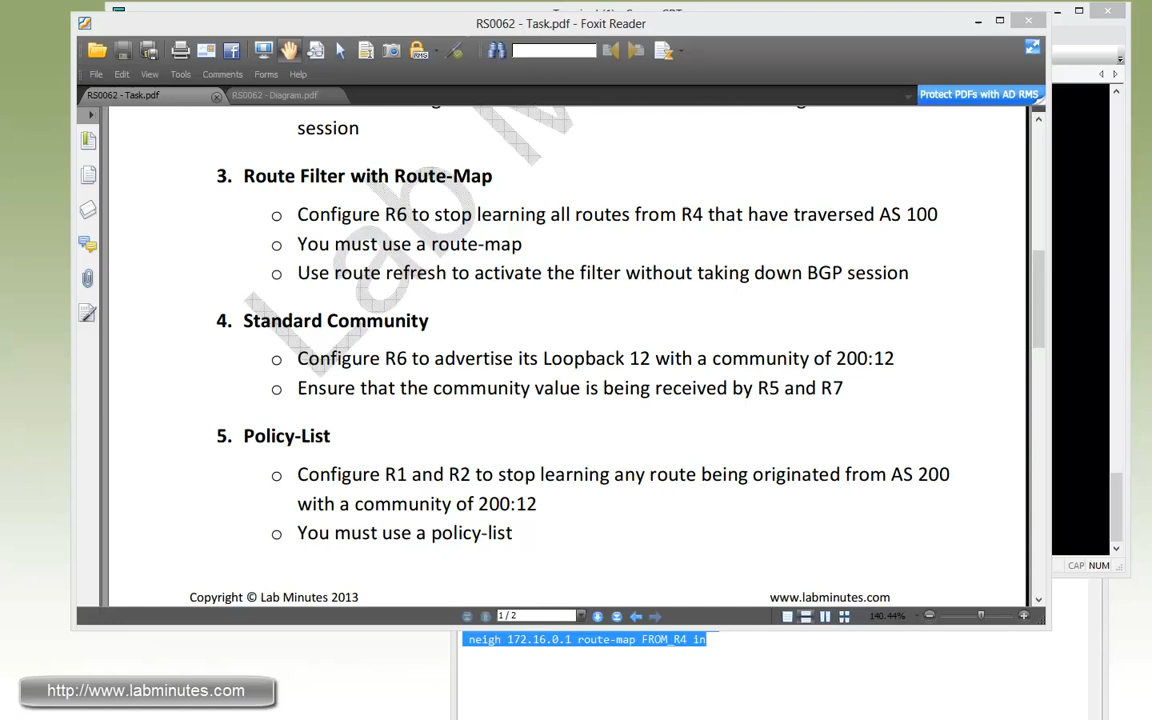 RS0062 - Task.pdf - Foxit Reader
File Edit View Tools Comments Forms Help
RS0062 - Task.pdf
RS0062 - Diagram.pdf
Protect PDFs with AD RMS
session
3. Route Filter with Route-Map
o Configure R6 to stop learning all routes from R4 that have traversed AS 100
o You must use a route-map
o Use route refresh to activate the filter without taking down BGP session
4. Standard Community
o Configure R6 to advertise its Loopback 12 with a community of 200:12
o Ensure that the community value is being received by R5 and R7
5. Policy-List
o Configure R1 and R2 to stop learning any route being originated from AS 200
with a community of 200:12
o You must use a policy-list
Copyright © Lab Minutes 2013
www.labminutes.com
1 / 2
140.44%
CAP NUM
neigh 172.16.0.1 route-map FROM_R4 in
http://www.labminutes.com
Lab M